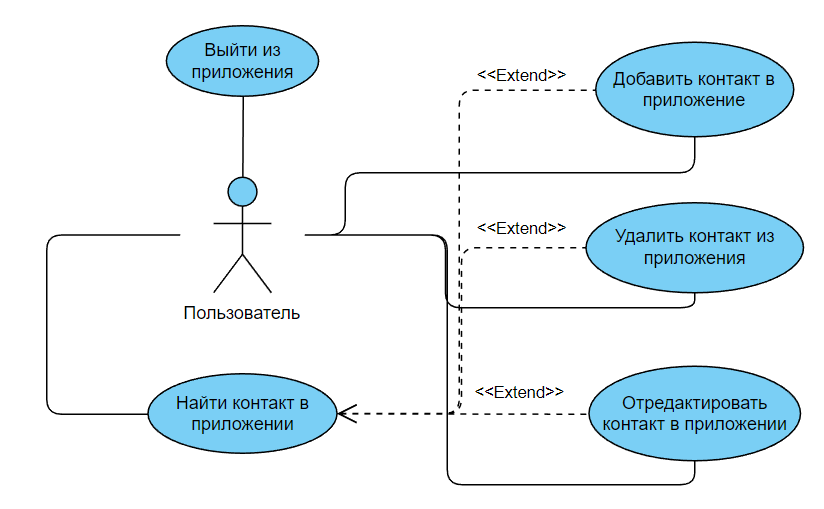 Выйти из
приложения
<<Extend>>
Добавить контакт в
приложение
<<Extend>>
Удалить контакт из
приложения
Пользователь
<<Extend>>
Найти контакт в
приложении
Отредактировать
контакт в приложении